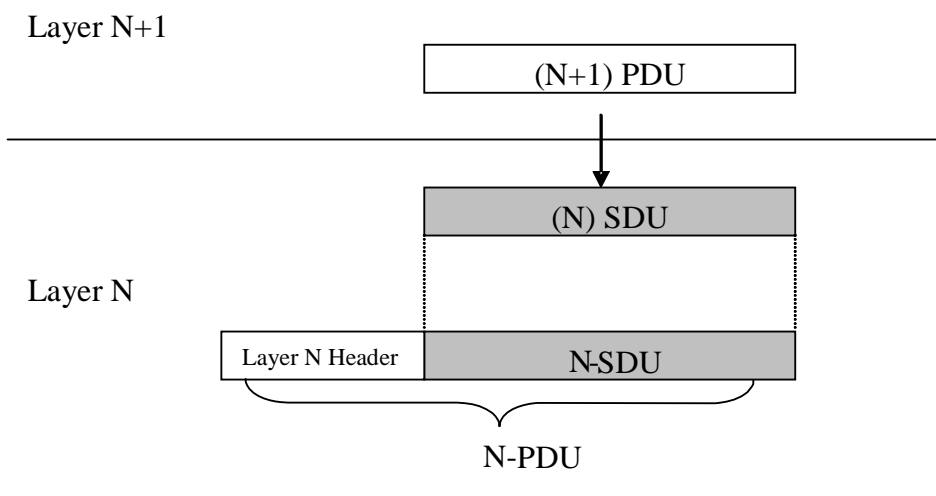 Layer N+1
(N+1) PDU
(N) SDU
Layer N
Layer N Header
N-SDU
N-PDU